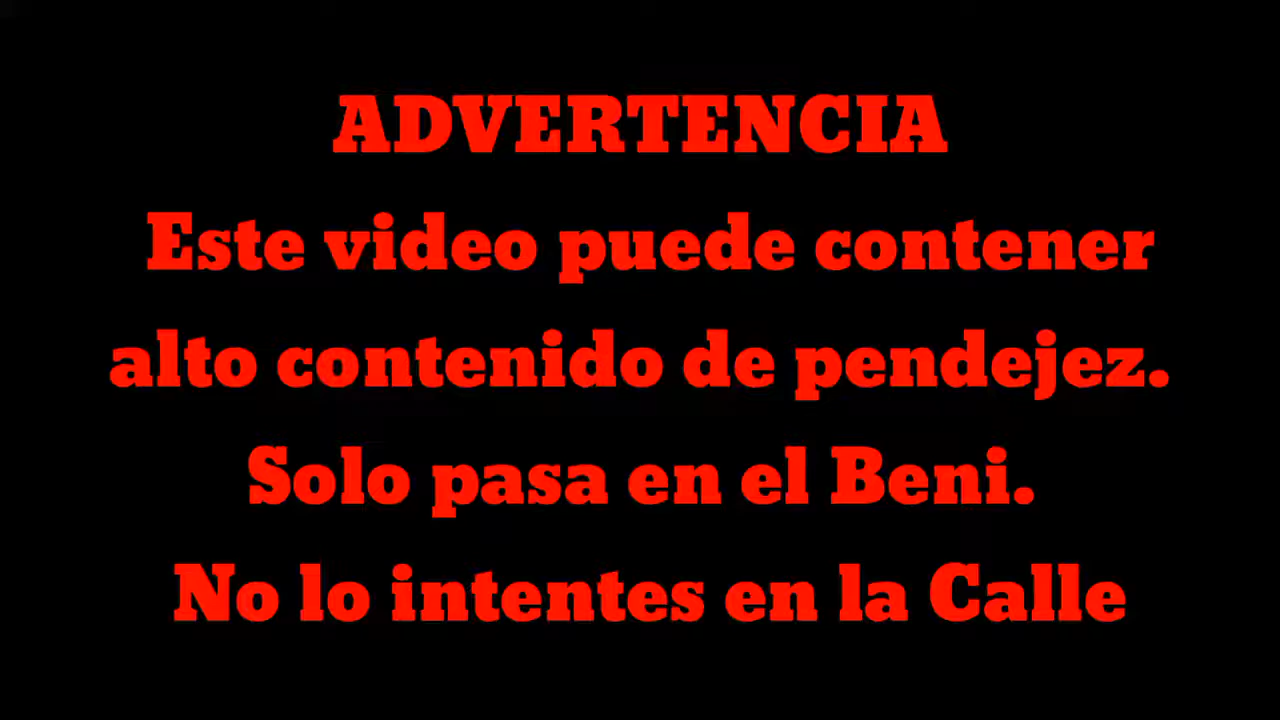 ADVERTENCIA
Este video puede contener
alto contenido de pendejez.
Solo pasa en el Beni.
No lo intentes en la Calle